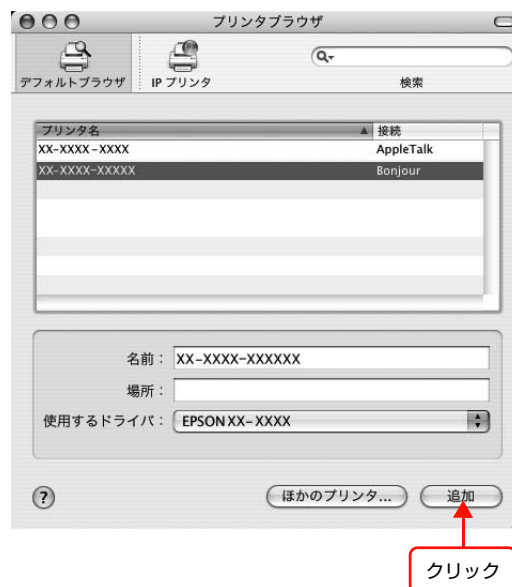 プリンタブラウザ
デフォルトブラウザ
IP プリンタ
検索
プリンタ名 接続
XX-XXXX-XXXX AppleTalk
XX-XXXX-XXXXX Bonjour
名前： XX-XXXX-XXXXXX
場所：
使用するドライバ： EPSON XX-XXXX
? ほかのプリンタ... 追加
クリック